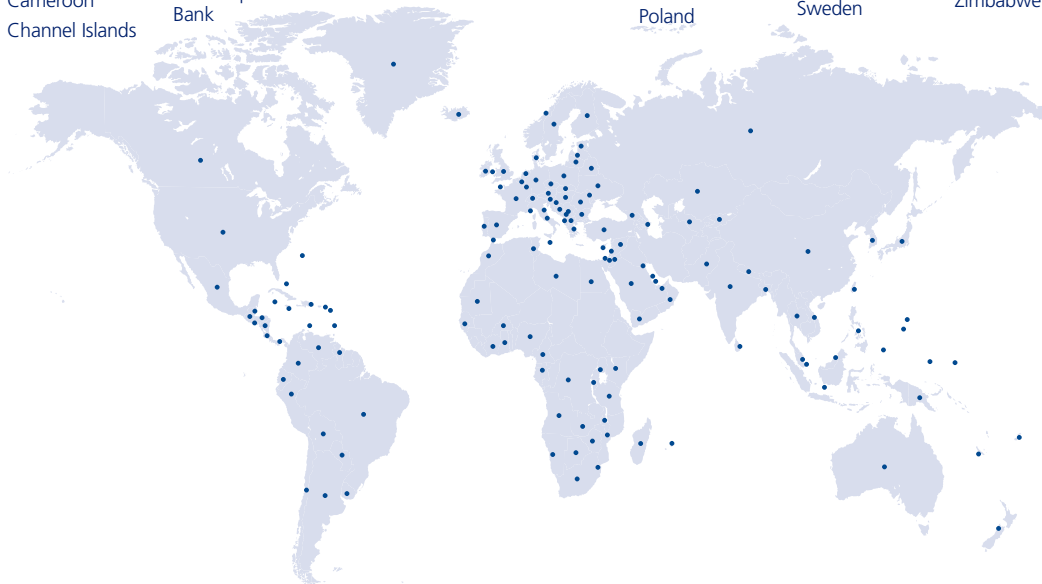 Cameroon
Channel Islands
Bank
Poland
Sweden
Zimbabwe